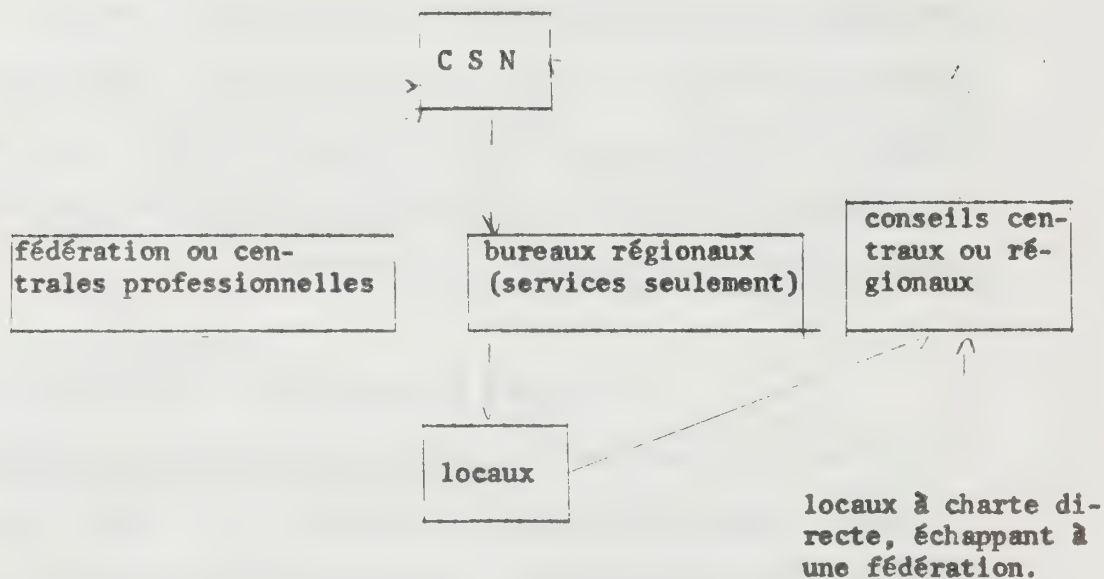 C S N
fédération ou cen-
trales professionnelles
bureaux régionaux
(services seulement)
conseils cen-
traux ou ré-
gionaux
locaux
locaux à charte di-
recte, échappant à
une fédération.